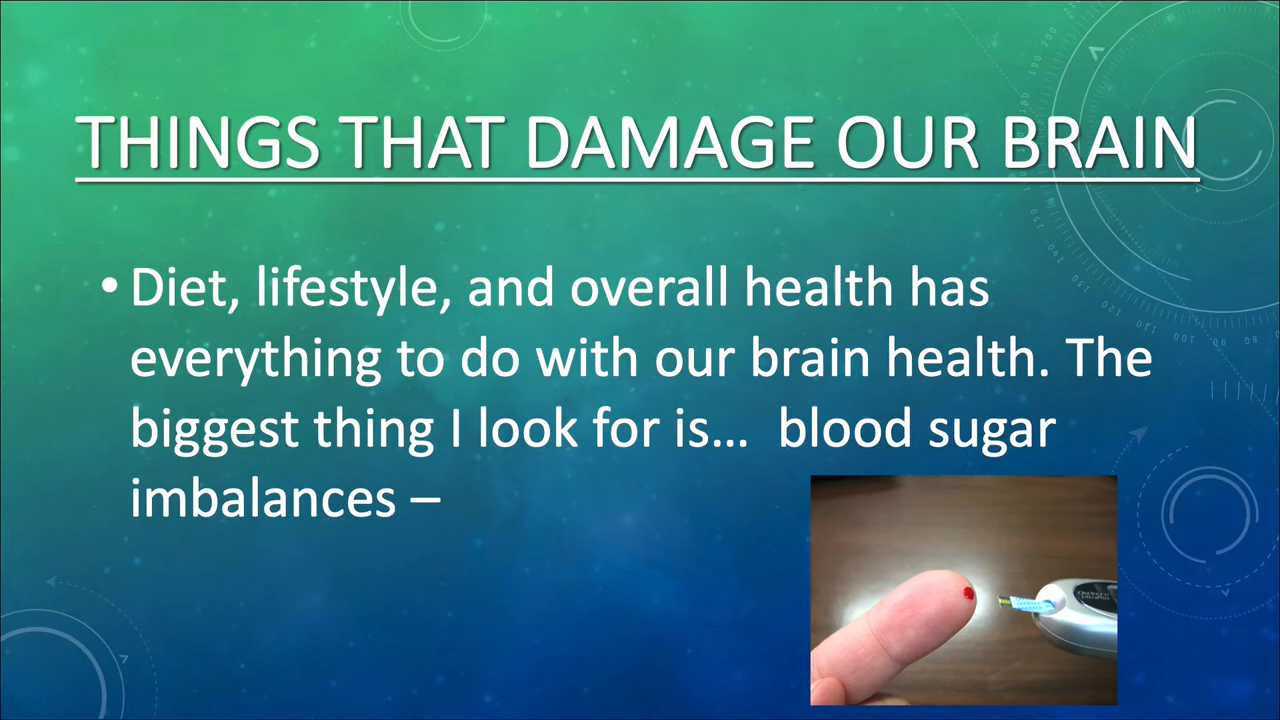 THINGS THAT DAMAGE OUR BRAIN
• Diet, lifestyle, and overall health has
everything to do with our brain health. The
biggest thing I look for is... blood sugar
imbalances –